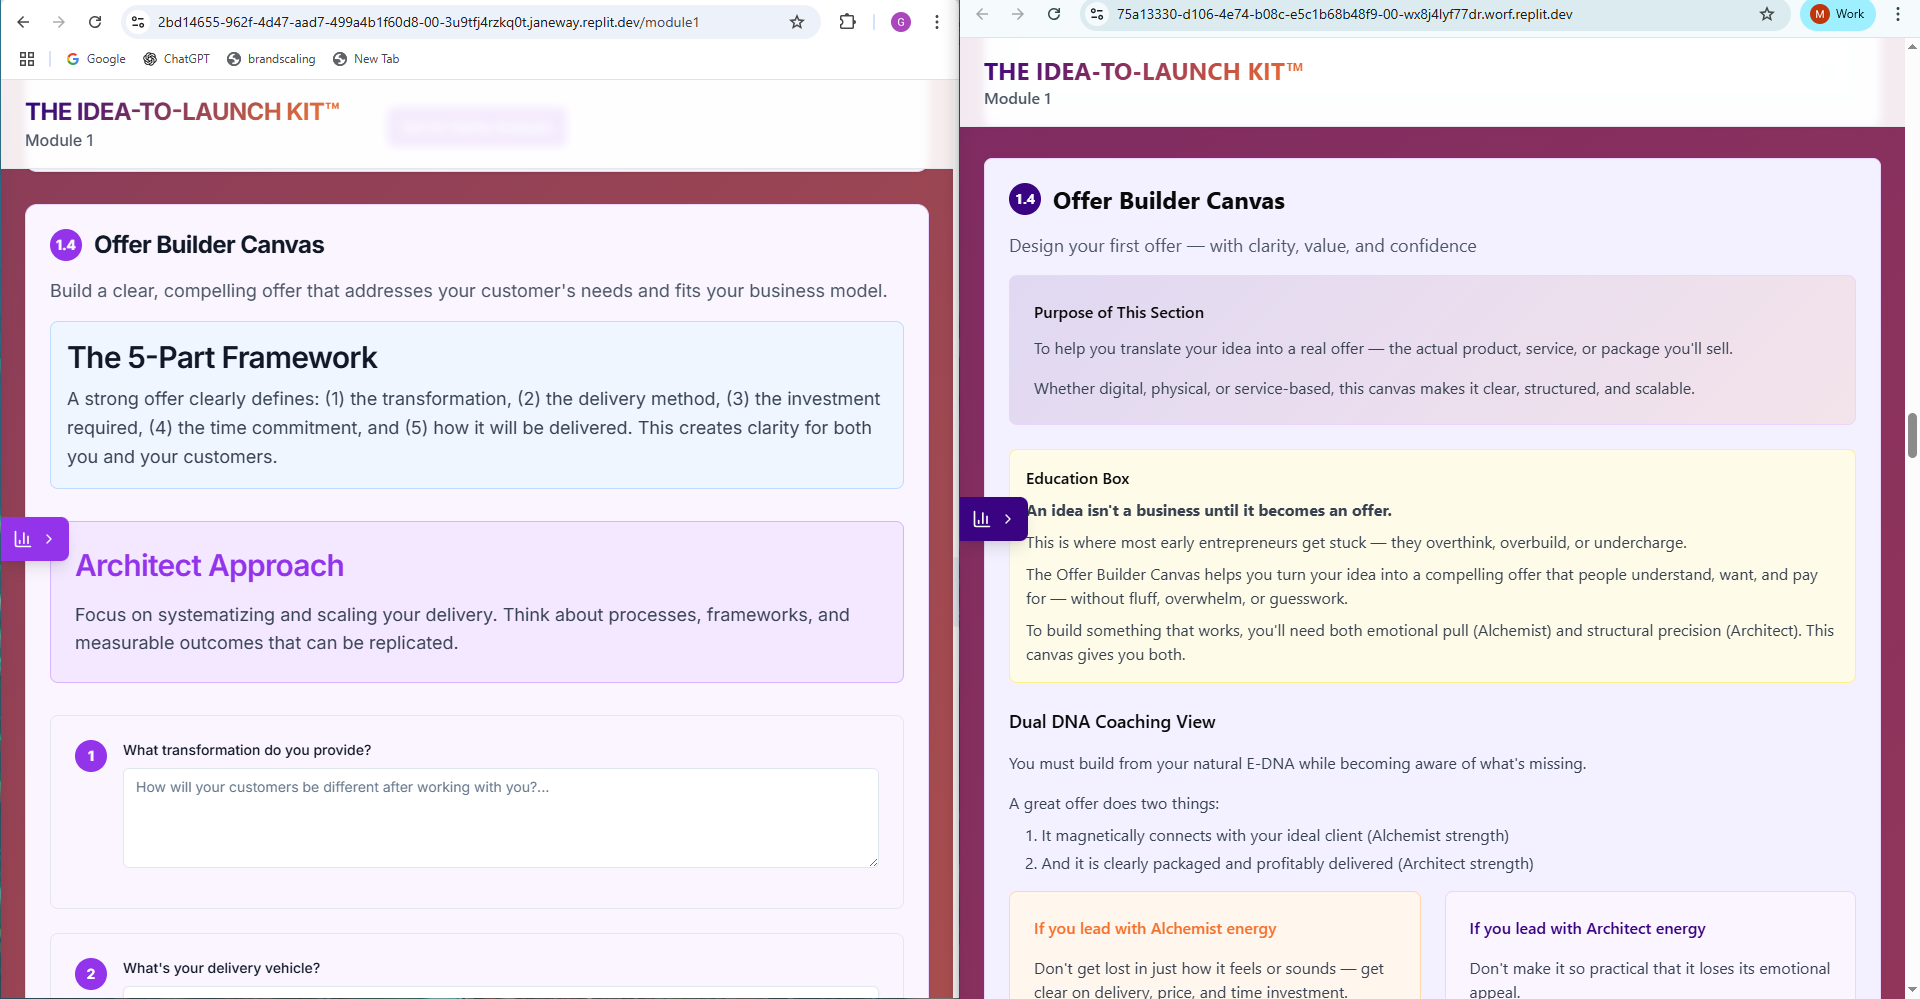 2bd14655-962f-4d47-aad7-499a4b1f60d8-00-3u9tfj4rzkq0t.janeway.replit.dev/module1
G
Google
ChatGPT
brandscaling
New Tab
THE IDEA-TO-LAUNCH KIT™
Module 1
1.4
Offer Builder Canvas
Build a clear, compelling offer that addresses your customer's needs and fits your business model.
The 5-Part Framework
A strong offer clearly defines: (1) the transformation, (2) the delivery method, (3) the investment
required, (4) the time commitment, and (5) how it will be delivered. This creates clarity for both
you and your customers.
Architect Approach
Focus on systematizing and scaling your delivery. Think about processes, frameworks, and
measurable outcomes that can be replicated.
1
What transformation do you provide?
How will your customers be different after working with you?...
2
What's your delivery vehicle?
75a13330-d106-4e74-b08c-e5c1b68b48f9-00-wx8j4lyf77dr.worf.replit.dev
M
Work
THE IDEA-TO-LAUNCH KIT™
Module 1
1.4
Offer Builder Canvas
Design your first offer — with clarity, value, and confidence
Purpose of This Section
To help you translate your idea into a real offer — the actual product, service, or package you'll sell.
Whether digital, physical, or service-based, this canvas makes it clear, structured, and scalable.
Education Box
An idea isn't a business until it becomes an offer.
This is where most early entrepreneurs get stuck — they overthink, overbuild, or undercharge.
The Offer Builder Canvas helps you turn your idea into a compelling offer that people understand, want, and pay
for — without fluff, overwhelm, or guesswork.
To build something that works, you'll need both emotional pull (Alchemist) and structural precision (Architect). This
canvas gives you both.
Dual DNA Coaching View
You must build from your natural E-DNA while becoming aware of what's missing.
A great offer does two things:
1. It magnetically connects with your ideal client (Alchemist strength)
2. And it is clearly packaged and profitably delivered (Architect strength)
If you lead with Alchemist energy
Don't get lost in just how it feels or sounds — get
clear on delivery, price, and time investment.
If you lead with Architect energy
Don't make it so practical that it loses its emotional
appeal.